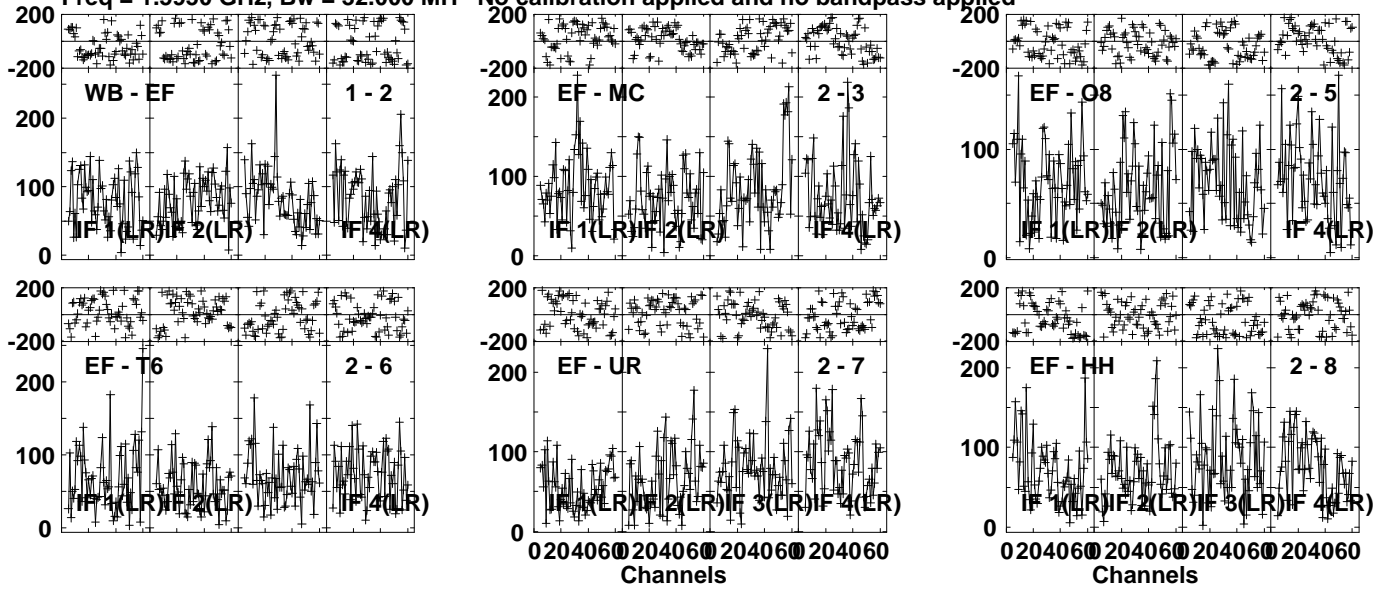 Freq = 1.5950 GHz, Bw = 32.000 MH No calibration applied and no bandpass applied
200 200 200
-200 -200 -200
WB - EF 1 - 2 EF - MC 2 - 3 EF - O8 2 - 5
200 200
100 100 100
IF 1(LR) IF 2(LR) IF 4(LR) IF 1(LR) IF 2(LR) IF 4(LR) IF 1(LR) IF 2(LR) IF 4(LR)
0 0 0
200 200 200
-200 -200 -200
EF - T6 2 - 6 EF - UR 2 - 7 EF - HH 2 - 8
200 200 200
100 100 100
IF 1(LR) IF 2(LR) IF 4(LR) IF 1(LR) IF 2(LR) IF 3(LR) IF 4(LR) IF 1(LR) IF 2(LR) IF 3(LR) IF 4(LR)
0 0 0
0 20 40 60 0 20 40 60 0 20 40 60 0 20 40 60 0 20 40 60 0 20 40 60 0 20 40 60 0 20 40 60
Channels Channels